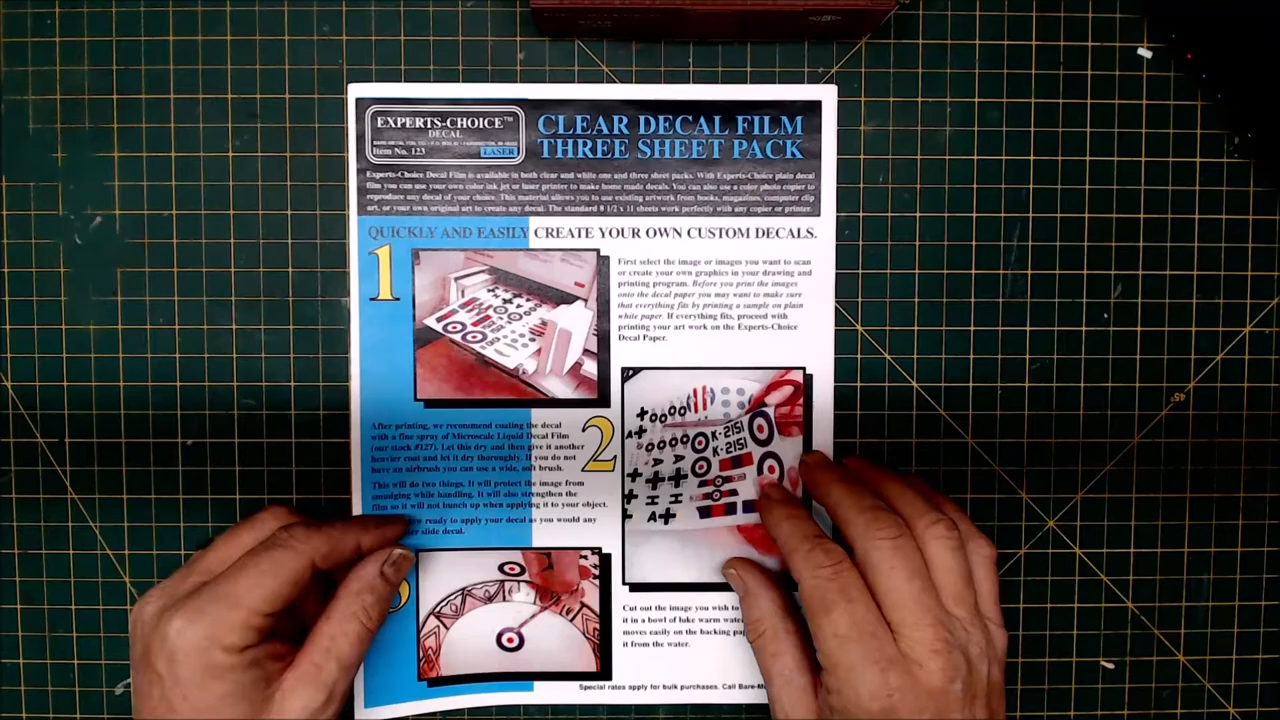 EXPERTS-CHOICE™
DECAL
Item No. 123
LASER
CLEAR DECAL FILM
THREE SHEET PACK
Experts-Choice Decal Film is available in both clear and white one and three sheet packs. With Experts-Choice plain decal
film you can use your own color ink jet or laser printer to make home made decals. You can also use a color photo copier to
reproduce any decal of your choice. This material allows you to use existing artwork from books, magazines, computer clip
art, or your own original art to create any decal. The standard 8 1/2 x 11 sheets work perfectly with any copier or printer.
QUICKLY AND EASILY CREATE YOUR OWN CUSTOM DECALS.
1
First select the image or images you want to scan
or create your own graphics in your drawing and
printing program. Before you print the images
onto the decal paper you may want to make sure
that everything fits by printing a sample on plain
white paper. If everything fits, proceed with
printing your art work on the Experts-Choice
Decal Paper.
After printing, we recommend coating the decal
with a fine spray of Microscale Liquid Decal Film
(our stock #127). Let this dry and then give it another
heavier coat and let it dry thoroughly. If you do not
have an airbrush you can use a wide, soft brush.
This will do two things. It will protect the image from
smudging while handling. It will also strengthen the
film so it will not bunch up when applying it to your object.
ready to apply your decal as you would any
slide decal.
2
K-2151
K-2151
Cut out the image you wish to
it in a bowl of luke warm
moves easily on the backing
it from the water.
Special rates apply for bulk purchases. Call
45°